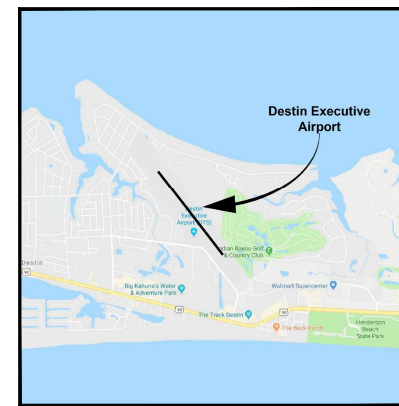 Destin Executive
Airport
Destin
Executive
Airport (DTS)
Indian Bayou Golf
& Country Club
Destin
98
Big Kahuna's Water
& Adventure Park
Walmart Supercenter
98
The Track Destin
98
The Back Porch
Henderson
Beach
State Park